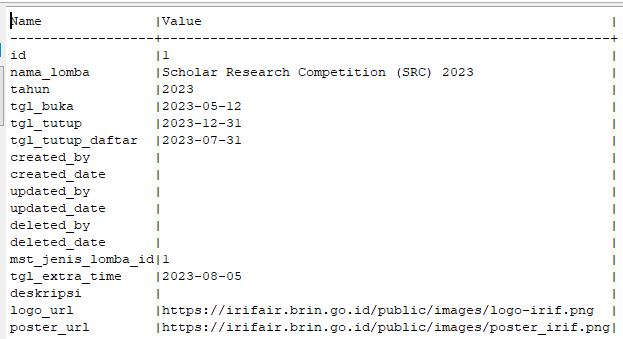 Name              |Value                                                   |
------------------+--------------------------------------------------------+
id                |1                                                       |
nama_lomba        |Scholar Research Competition (SRC) 2023                 |
tahun             |2023                                                    |
tgl_buka          |2023-05-12                                              |
tgl_tutup         |2023-12-31                                              |
tgl_tutup_daftar  |2023-07-31                                              |
created_by        |                                                        |
created_date      |                                                        |
updated_by        |                                                        |
updated_date      |                                                        |
deleted_by        |                                                        |
deleted_date      |                                                        |
mst_jenis_lomba_id|1                                                       |
tgl_extra_time    |2023-08-05                                              |
deskripsi         |                                                        |
logo_url          |https://irifair.brin.go.id/public/images/logo-irif.png  |
poster_url        |https://irifair.brin.go.id/public/images/poster_irif.png|